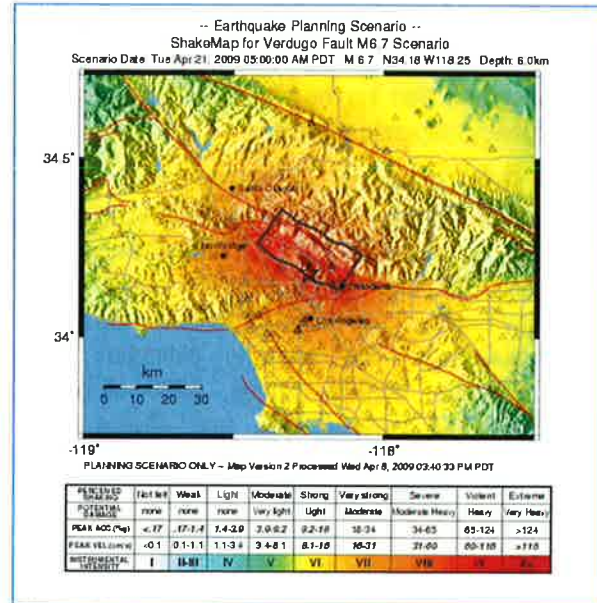 -- Earthquake Planning Scenario --
ShakeMap for Verdugo Fault M6.7 Scenario
Scenario Date: Tue Apr 21, 2009 05:00:00 AM PDT M 6.7 N34.18 W118.25 Depth: 6.0km
34.5°
34°
km
0 10 20 30
-119° -118°
PLANNING SCENARIO ONLY -- Map Version 2 Processed Wed Apr 8, 2009 03:40:33 PM PDT
PERCEIVED SHAKING Not felt Weak Light Moderate Strong Very strong Severe Violent Extreme
POTENTIAL DAMAGE none none none Very light Light Moderate Moderate/Heavy Heavy Very Heavy
PEAK ACC.(%g) <.17 .17-1.4 1.4-3.9 3.9-9.2 9.2-18 18-34 34-65 65-124 >124
PEAK VEL.(cm/s) <0.1 0.1-1.1 1.1-3.4 3.4-8.1 8.1-16 16-31 31-60 60-116 >116
INSTRUMENTAL INTENSITY I II-III IV V VI VII VIII